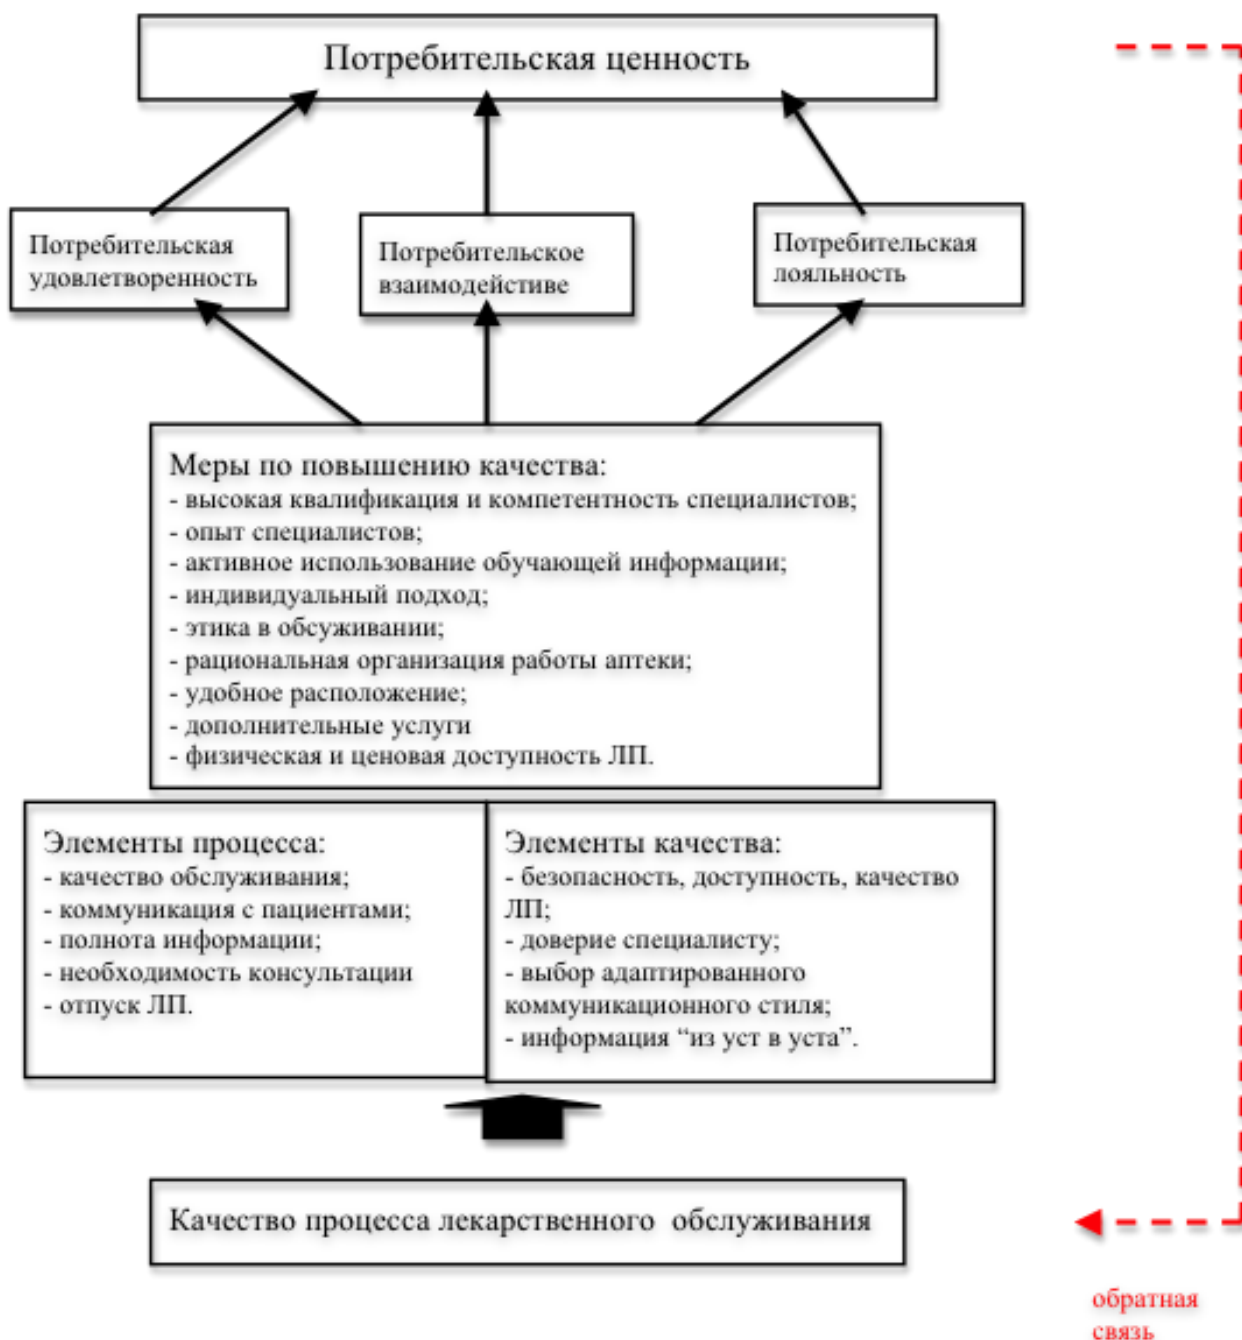 Потребительская ценность
Потребительская
удовлетворенность
Потребительское
взаимодействие
Потребительская
лояльность
Меры по повышению качества:
- высокая квалификация и компетентность специалистов;
- опыт специалистов;
- активное использование обучающей информации;
- индивидуальный подход;
- этика в обсуживании;
- рациональная организация работы аптеки;
- удобное расположение;
- дополнительные услуги
- физическая и ценовая доступность ЛП.
Элементы процесса:
- качество обслуживания;
- коммуникация с пациентами;
- полнота информации;
- необходимость консультации
- отпуск ЛП.
Элементы качества:
- безопасность, доступность, качество
ЛП;
- доверие специалисту;
- выбор адаптированного
коммуникационного стиля;
- информация “из уст в уста”.
Качество процесса лекарственного обслуживания
обратная
связь